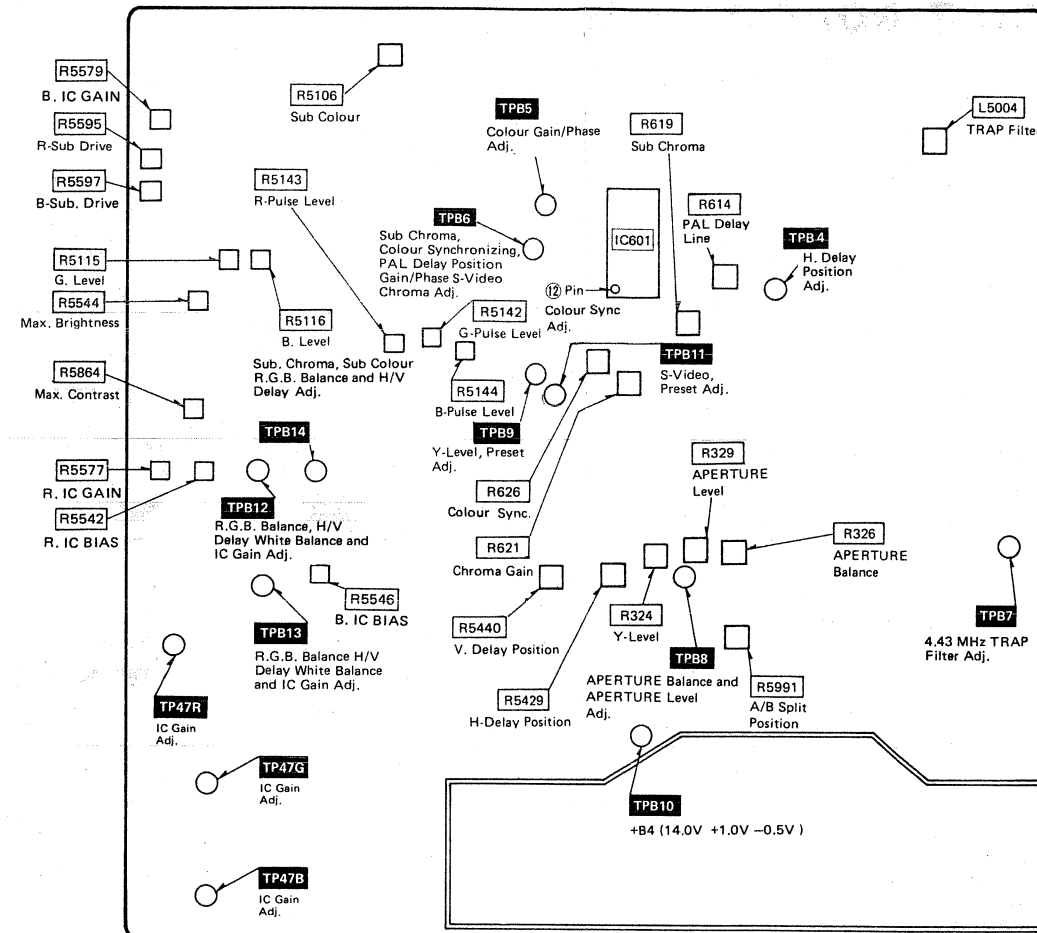 R5579
B. IC GAIN
R5595
R-Sub Drive
R5597
B-Sub. Drive
R5106
Sub Colour
TPB5
Colour Gain/Phase
Adj.
R619
Sub Chroma
L5004
TRAP Filter
R5143
R-Pulse Level
TPB6
Sub Chroma,
Colour Synchronizing,
PAL Delay Position
Gain/Phase S-Video
Chroma Adj.
IC601
R614
PAL Delay
Line
TPB4
H. Delay
Position
Adj.
R5115
G. Level
R5544
Max. Brightness
R5116
B. Level
Sub. Chroma, Sub Colour
R.G.B. Balance and H/V
Delay Adj.
⑫ Pin
Colour Sync
Adj.
R5142
G-Pulse Level
R5144
B-Pulse Level
TPB11
S-Video,
Preset Adj.
R5864
Max. Contrast
TPB14
TPB9
Y-Level, Preset
Adj.
R5577
R. IC GAIN
R5542
R. IC BIAS
TPB12
R.G.B. Balance, H/V
Delay White Balance and
IC Gain Adj.
R626
Colour Sync.
R621
Chroma Gain
R329
APERTURE
Level
R326
APERTURE
Balance
R5546
B. IC BIAS
TPB13
R.G.B. Balance H/V
Delay White Balance
and IC Gain Adj.
R5440
V. Delay Position
R324
Y-Level
TPB7
4.43 MHz TRAP
Filter Adj.
TPB8
APERTURE Balance and
APERTURE Level
Adj.
R5429
H-Delay Position
R5991
A/B Split
Position
TP47R
IC Gain
Adj.
TP47G
IC Gain
Adj.
TPB10
+B4 (14.0V +1.0V –0.5V )
TP47B
IC Gain
Adj.